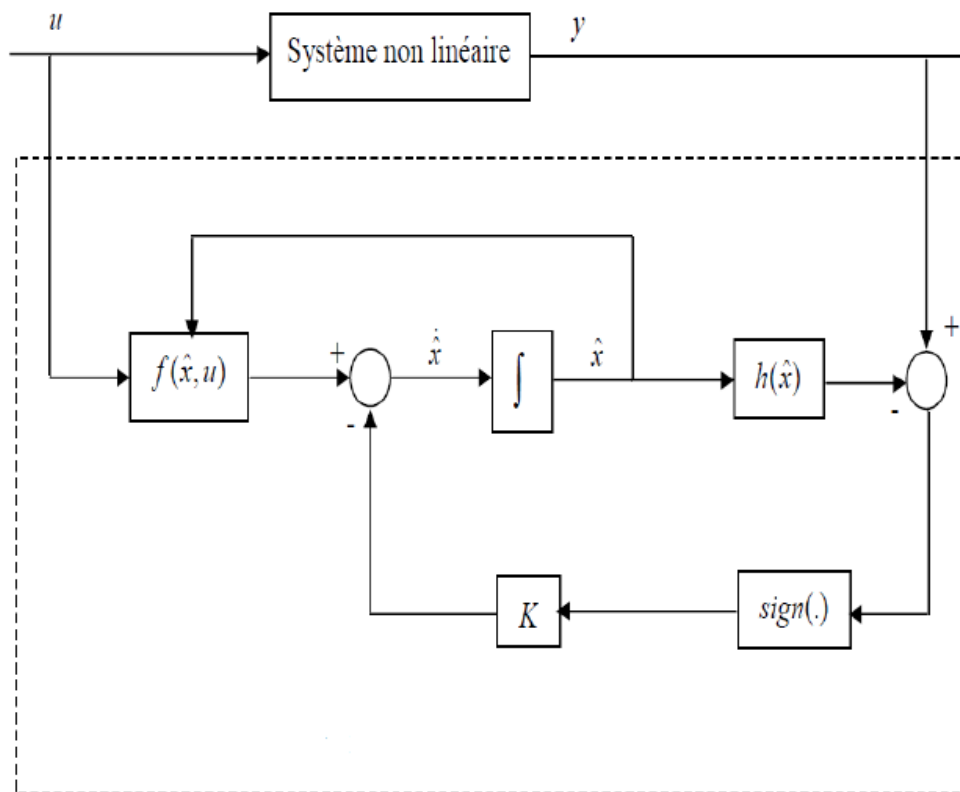 u
Système non linéaire
y
+
f(x̂,u)
+
-
x̂̇
∫
x̂
h(x̂)
-
K
sign(.)